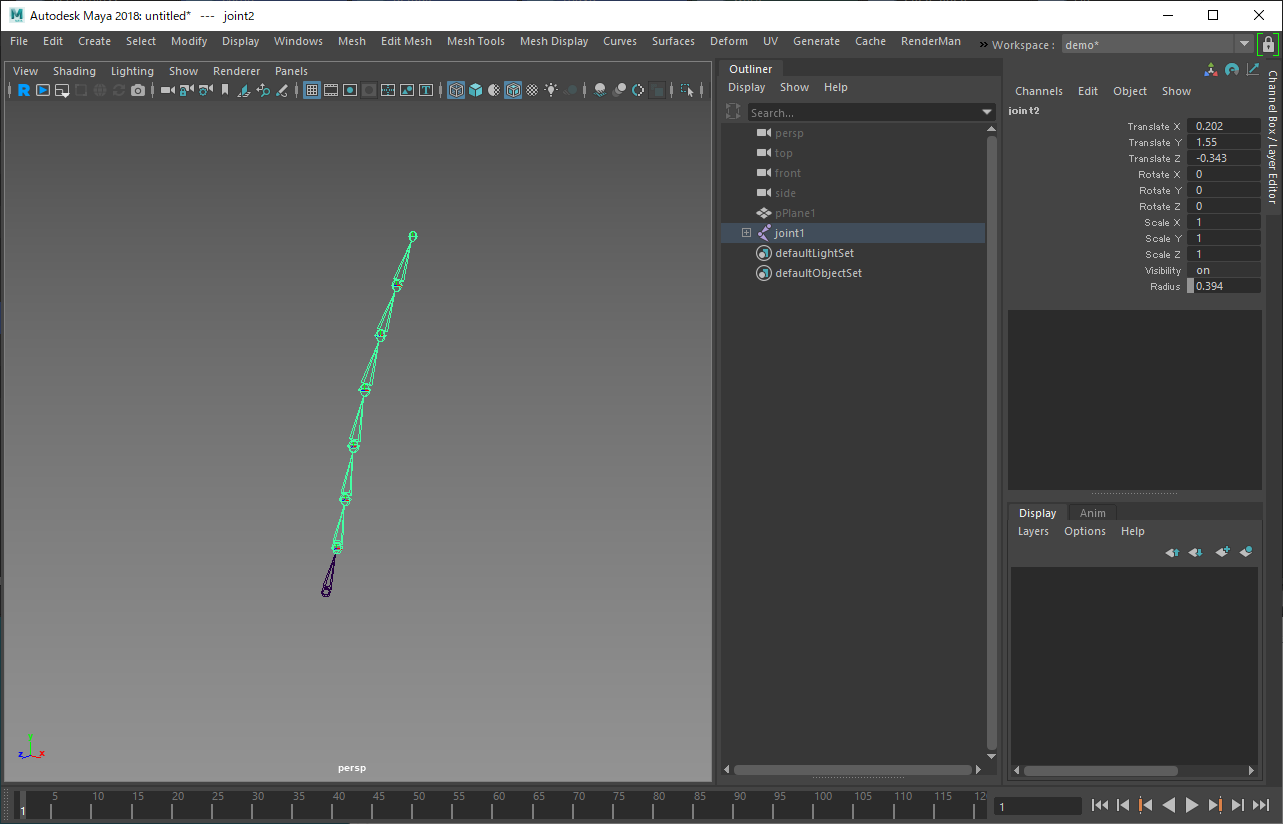 Autodesk Maya 2018: untitled* --- joint2
File Edit Create Select Modify Display Windows Mesh Edit Mesh Mesh Tools Mesh Display Curves Surfaces Deform UV Generate Cache RenderMan » Workspace : demo*
View Shading Lighting Show Renderer Panels
persp
Outliner
Display Show Help
Search...
persp
top
front
side
pPlane1
joint1
defaultLightSet
defaultObjectSet
Channels Edit Object Show
joint2
Translate X 0.202
Translate Y 1.55
Translate Z -0.343
Rotate X 0
Rotate Y 0
Rotate Z 0
Scale X 1
Scale Y 1
Scale Z 1
Visibility on
Radius 0.394
Channel Box / Layer Editor
Display Anim
Layers Options Help
z x
1 5 10 15 20 25 30 35 40 45 50 55 60 65 70 75 80 85 90 95 100 105 110 115 12
1